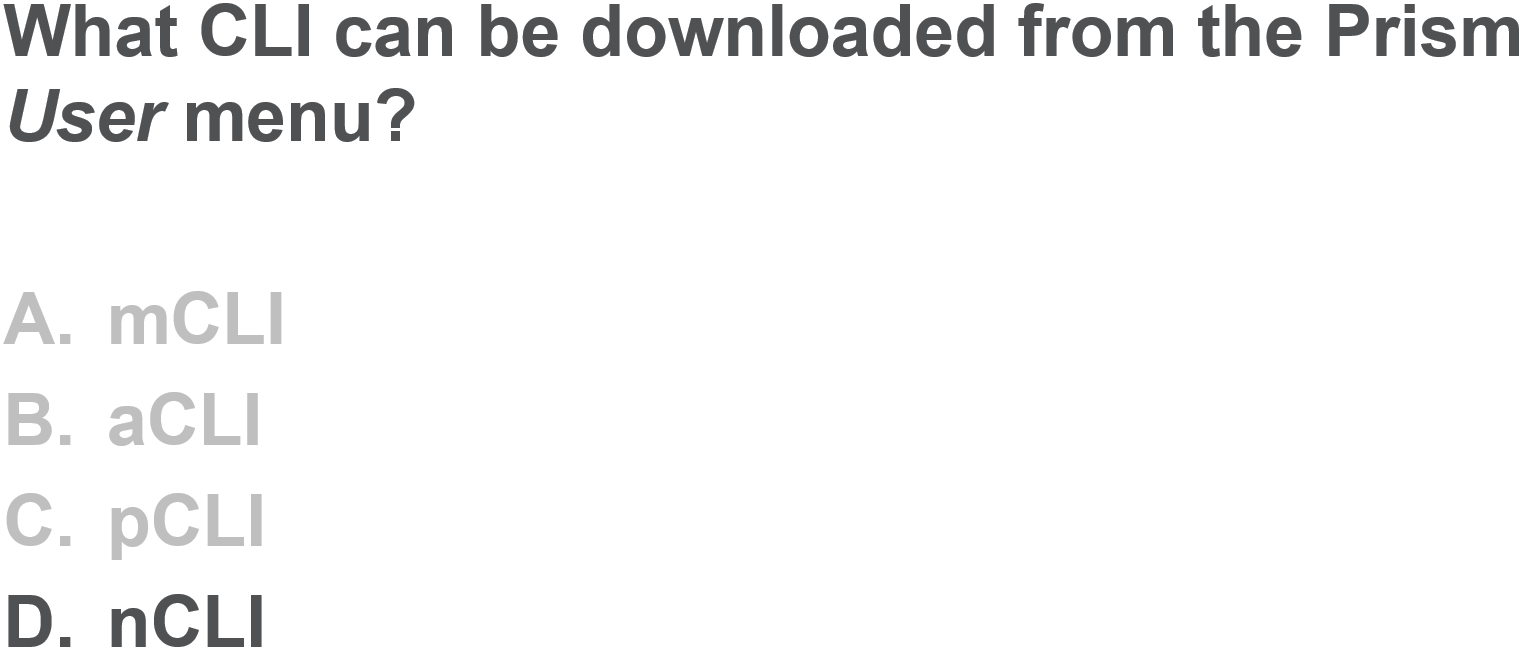 What CLI can be downloaded from the Prism
User menu?
A. mCLI
B. aCLI
C. pCLI
D. nCLI